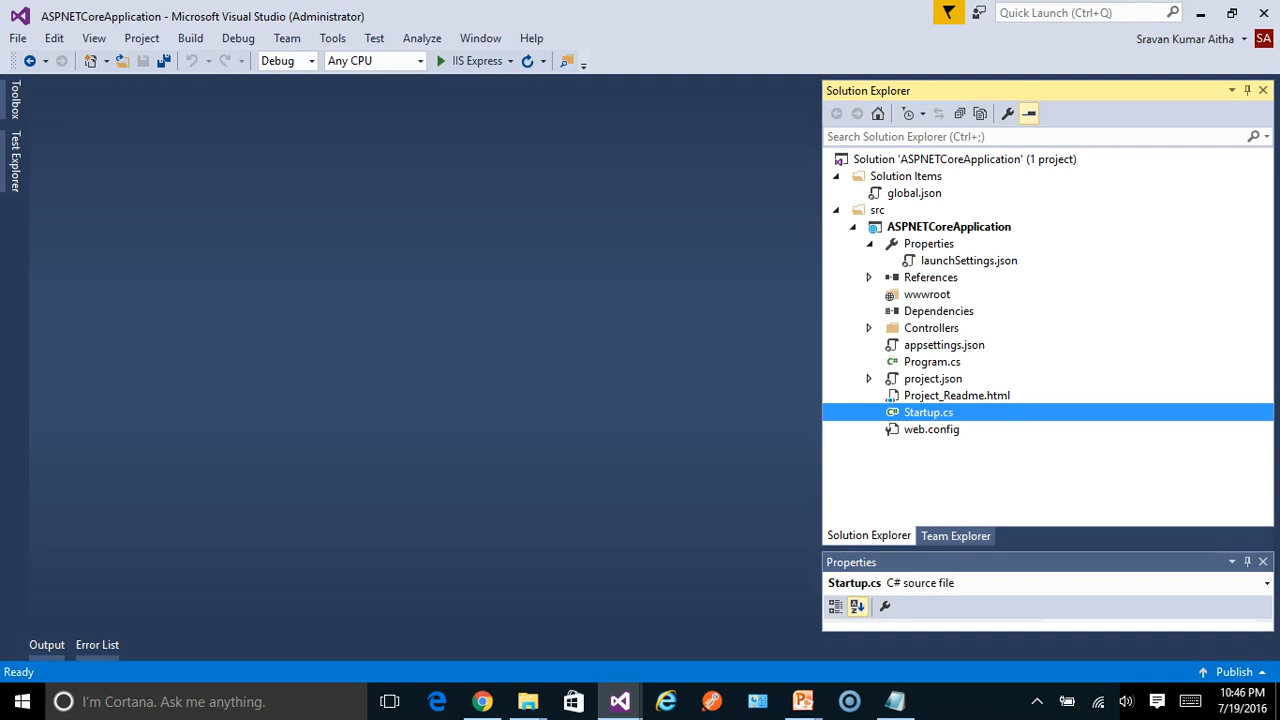 ASPNETCoreApplication - Microsoft Visual Studio (Administrator)
Quick Launch (Ctrl+Q)
File Edit View Project Build Debug Team Tools Test Analyze Window Help
Sravan Kumar Aitha SA
Debug Any CPU IIS Express
Toolbox
Test Explorer
Solution Explorer
Search Solution Explorer (Ctrl+;)
Solution 'ASPNETCoreApplication' (1 project)
Solution Items
global.json
src
ASPNETCoreApplication
Properties
launchSettings.json
References
wwwroot
Dependencies
Controllers
appsettings.json
C# Program.cs
project.json
Project_Readme.html
C# Startup.cs
web.config
Solution Explorer Team Explorer
Properties
Startup.cs C# source file
Output Error List
Ready
Publish
I'm Cortana. Ask me anything.
10:46 PM
7/19/2016